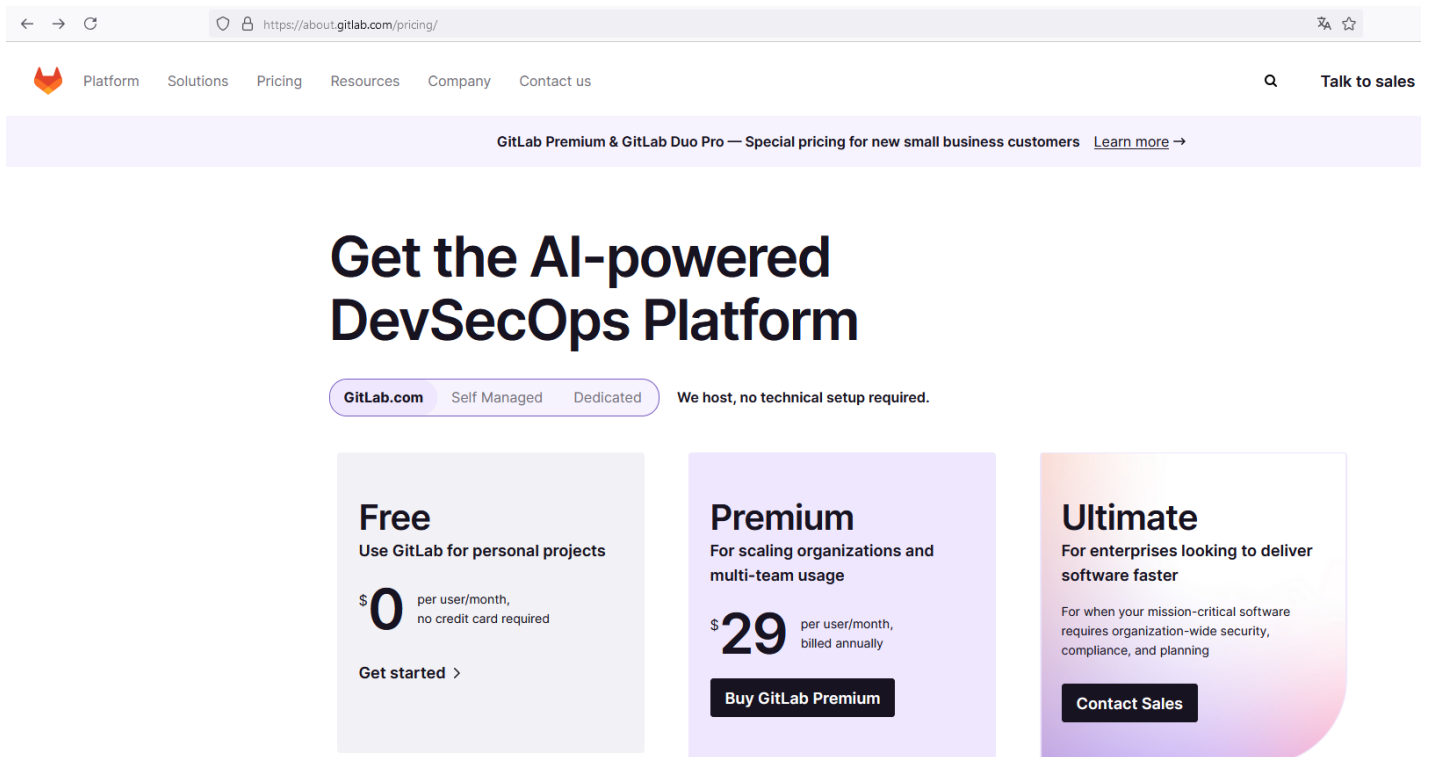 https://about.gitlab.com/pricing/
Platform Solutions Pricing Resources Company Contact us Talk to sales
GitLab Premium & GitLab Duo Pro — Special pricing for new small business customers Learn more →
Get the AI-powered
DevSecOps Platform
GitLab.com Self Managed Dedicated We host, no technical setup required.
Free
Use GitLab for personal projects
$0 per user/month,
no credit card required
Get started >
Premium
For scaling organizations and
multi-team usage
$29 per user/month,
billed annually
Buy GitLab Premium
Ultimate
For enterprises looking to deliver
software faster
For when your mission-critical software
requires organization-wide security,
compliance, and planning
Contact Sales